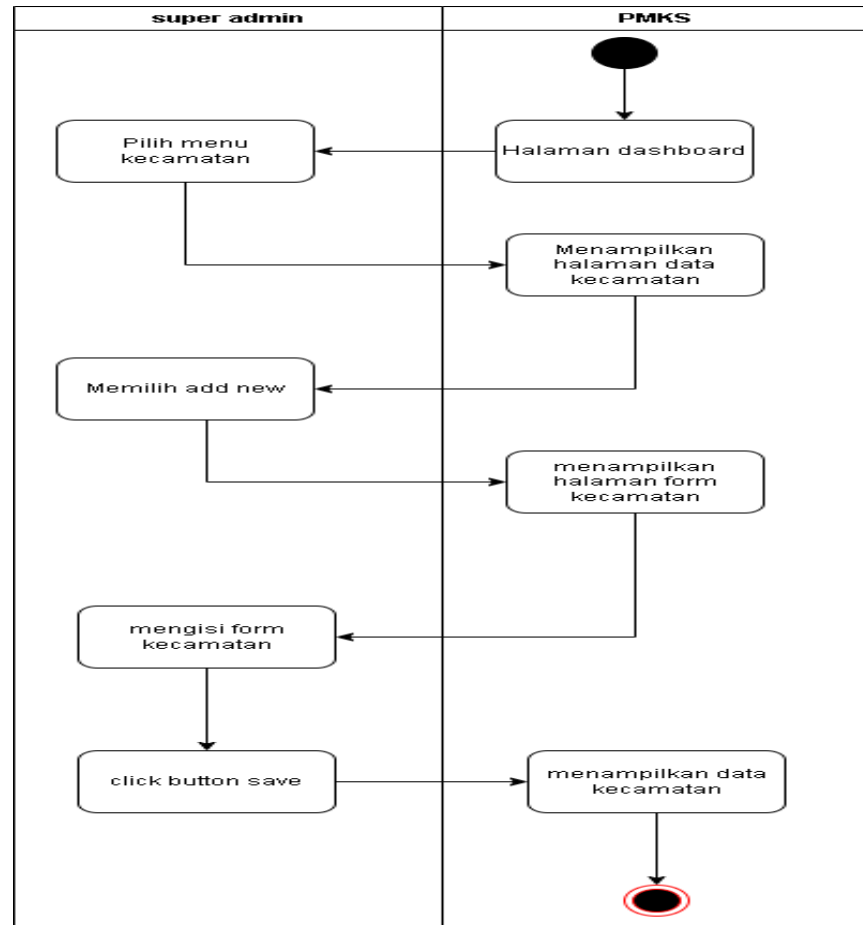 super admin
PMKS
Halaman dashboard
Pilih menu
kecamatan
Menampilkan
halaman data
kecamatan
Memilih add new
menampilkan
halaman form
kecamatan
mengisi form
kecamatan
click button save
menampilkan data
kecamatan